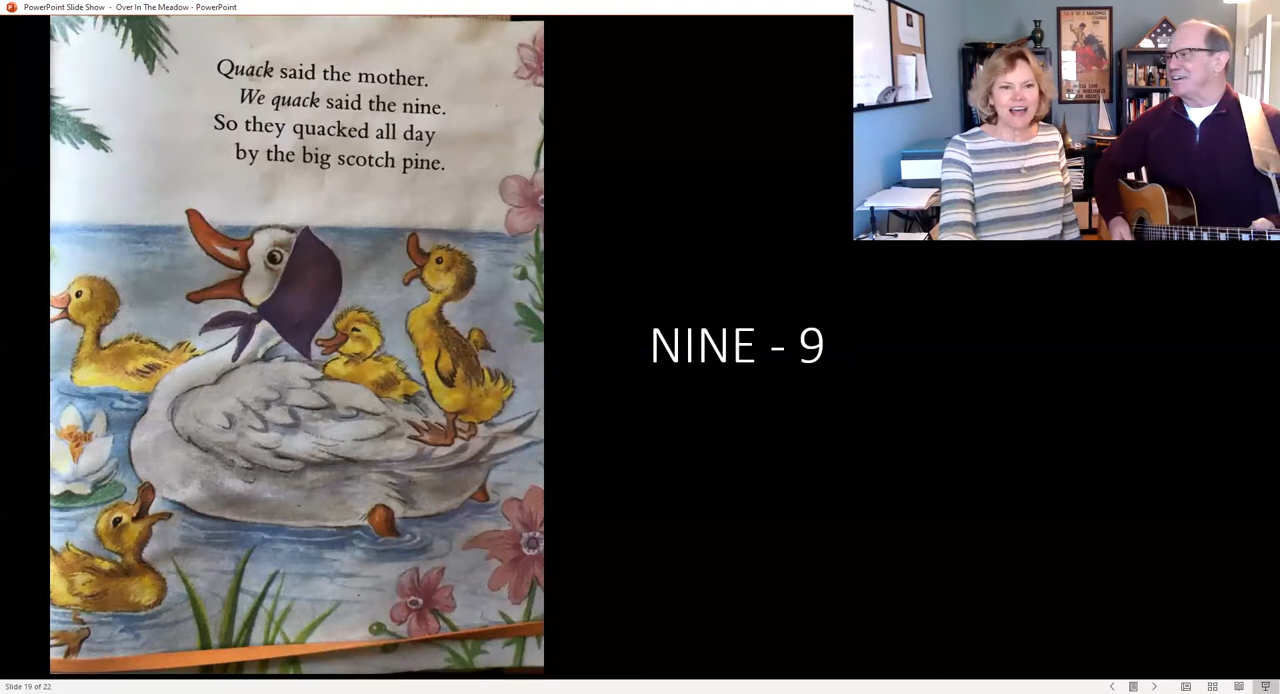 PowerPoint Slide Show - Over In The Meadow - PowerPoint
Quack said the mother.
We quack said the nine.
So they quacked all day
by the big scotch pine.
NINE - 9
Slide 19 of 22